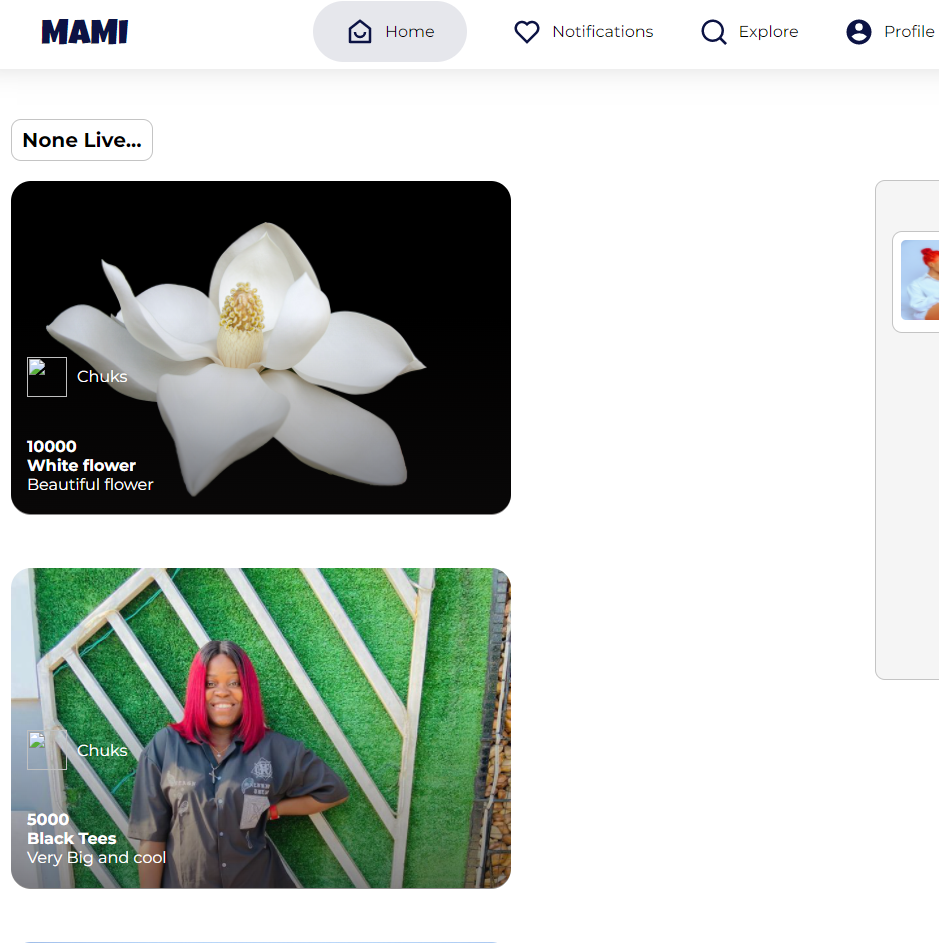 MAMI
Home
Notifications
Explore
Profile
None Live...
Chuks
10000
White flower
Beautiful flower
Chuks
5000
Black Tees
Very Big and cool